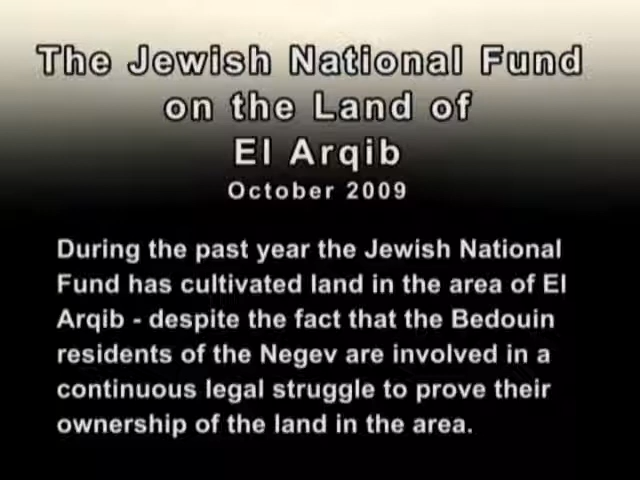 The Jewish National Fund
on the Land of
El Arqib
October 2009
During the past year the Jewish National
Fund has cultivated land in the area of El
Arqib - despite the fact that the Bedouin
residents of the Negev are involved in a
continuous legal struggle to prove their
ownership of the land in the area.